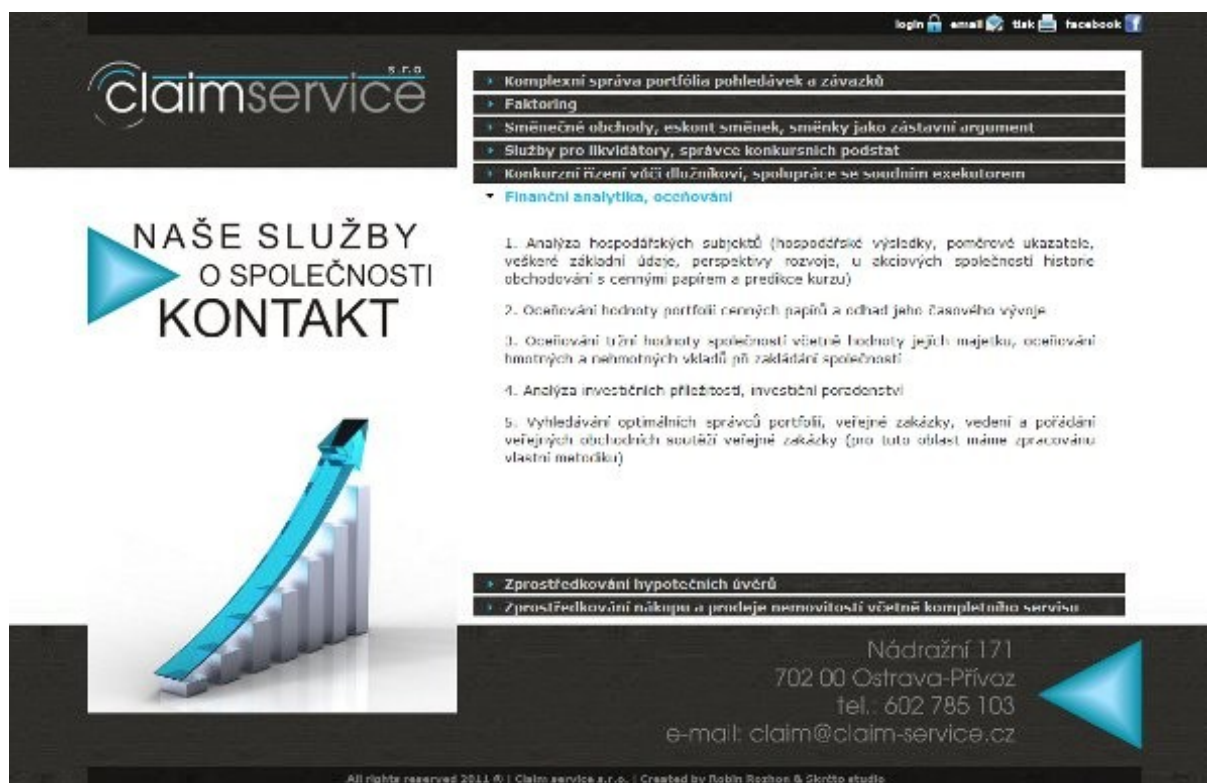 login email tisk facebook
s.r.o
claimservice
Komplexní správa portfólia pohledávek a závazků
Faktoring
Směnečné obchody, eskont směnek, směnky jako zástavní argument
Služby pro likvidátory, správce konkursních podstat
Konkurzní řízení vůči dlužníkovi, spolupráce se soudním exekutorem
Finanční analytika, oceňování
NAŠE SLUŽBY
O SPOLEČNOSTI
KONTAKT
1. Analýza hospodářských subjektů (hospodářské výsledky, poměrové ukazatele,
veškeré základní údaje, perspektivy rozvoje, u akciových společností historie
obchodování s cennými papírem a predikce kurzu)
2. Oceňování hodnoty portfolií cenných papírů a odhad jeho časového vývoje
3. Oceňování tržní hodnoty společností včetně hodnoty jejich majetku, oceňování
hmotných a nehmotných vkladů při zakládání společností
4. Analýza investičních příležitostí, investiční poradenství
5. Vyhledávání optimálních správců portfolií, veřejné zakázky, vedení a pořádání
veřejných obchodních soutěží veřejné zakázky (pro tuto oblast máme zpracovánu
vlastní metodiku)
Zprostředkování hypotečních úvěrů
Zprostředkování nákupu a prodeje nemovitostí včetně kompletního servisu
Nádražní 171
702 00 Ostrava-Přívoz
tel.: 602 785 103
e-mail: claim@claim-service.cz
All rights reserved 2011 © | Claim service s.r.o. | Created by Robin Rozhon & Skrétto studio